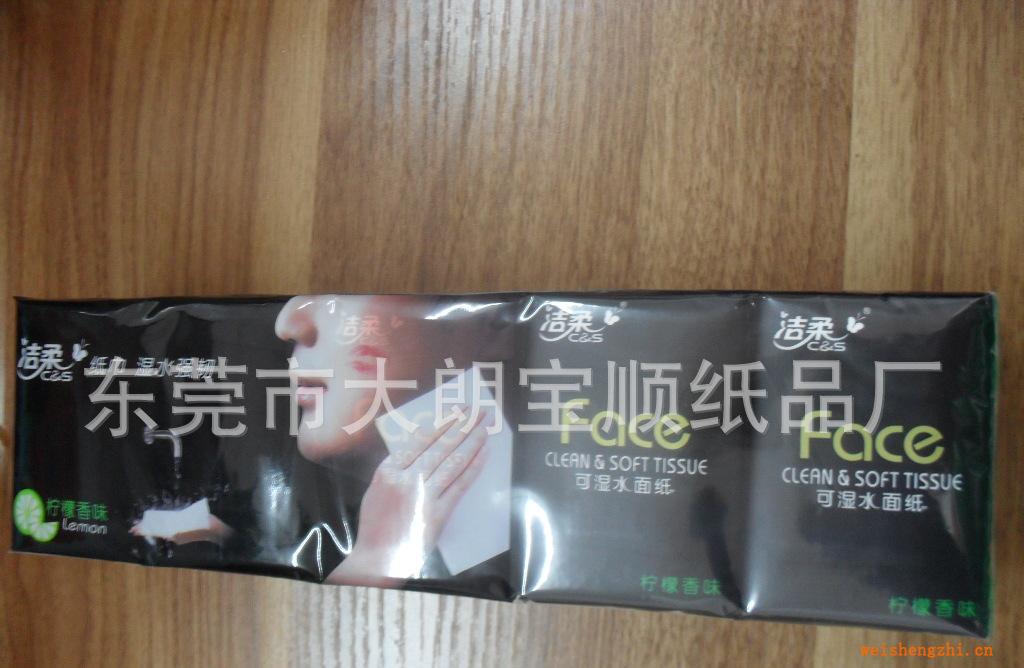 洁柔
C&S
纸巾 湿水强韧
柠檬香味
Lemon
洁柔
洁柔
C&S
Face
CLEAN & SOFT TISSUE
可湿水面纸
柠檬香味
洁柔
C&S
Face
CLEAN & SOFT TISSUE
可湿水面纸
柠檬香味
东莞市大朗宝顺纸品厂
weishengzhi.cn